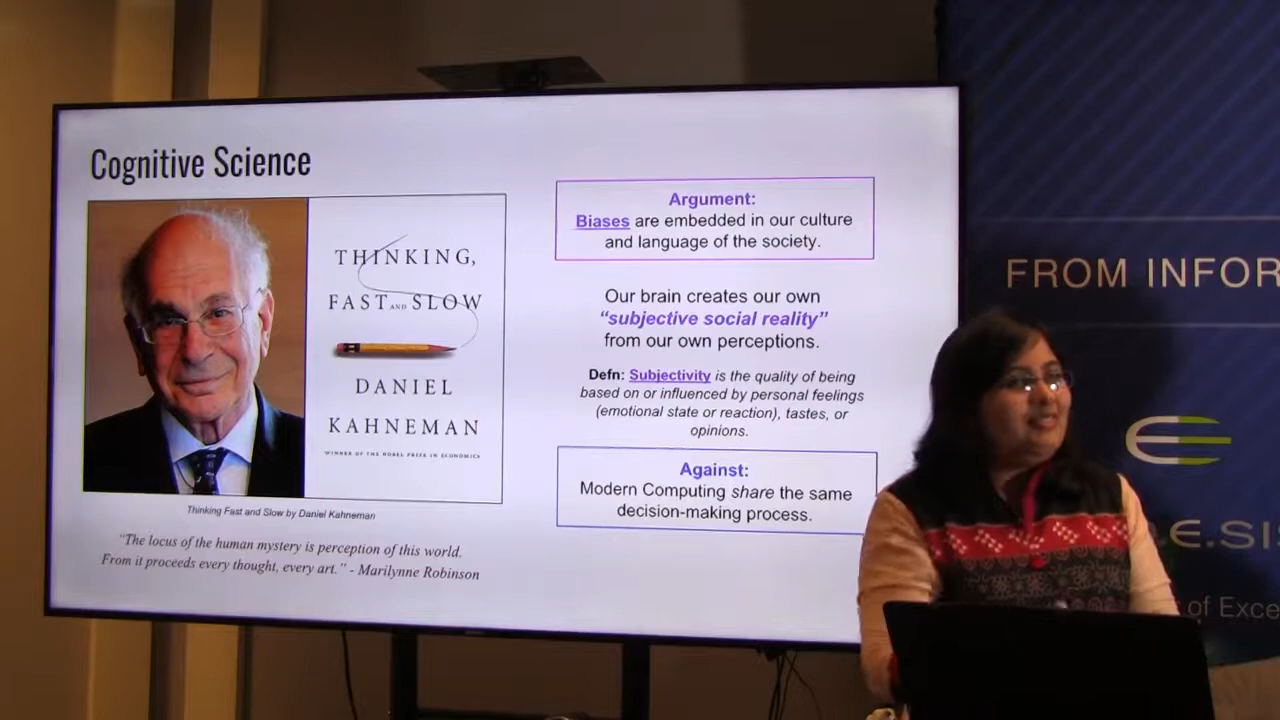 Cognitive Science
THINKING,
FAST AND SLOW
DANIEL
KAHNEMAN
WINNER OF THE NOBEL PRIZE IN ECONOMICS
Thinking Fast and Slow by Daniel Kahneman
“The locus of the human mystery is perception of this world.
From it proceeds every thought, every art.” - Marilynne Robinson
Argument:
Biases are embedded in our culture
and language of the society.
Our brain creates our own
“subjective social reality”
from our own perceptions.
Defn: Subjectivity is the quality of being
based on or influenced by personal feelings
(emotional state or reaction), tastes, or
opinions.
Against:
Modern Computing share the same
decision-making process.
FROM INFOR
E.SI
of Exce